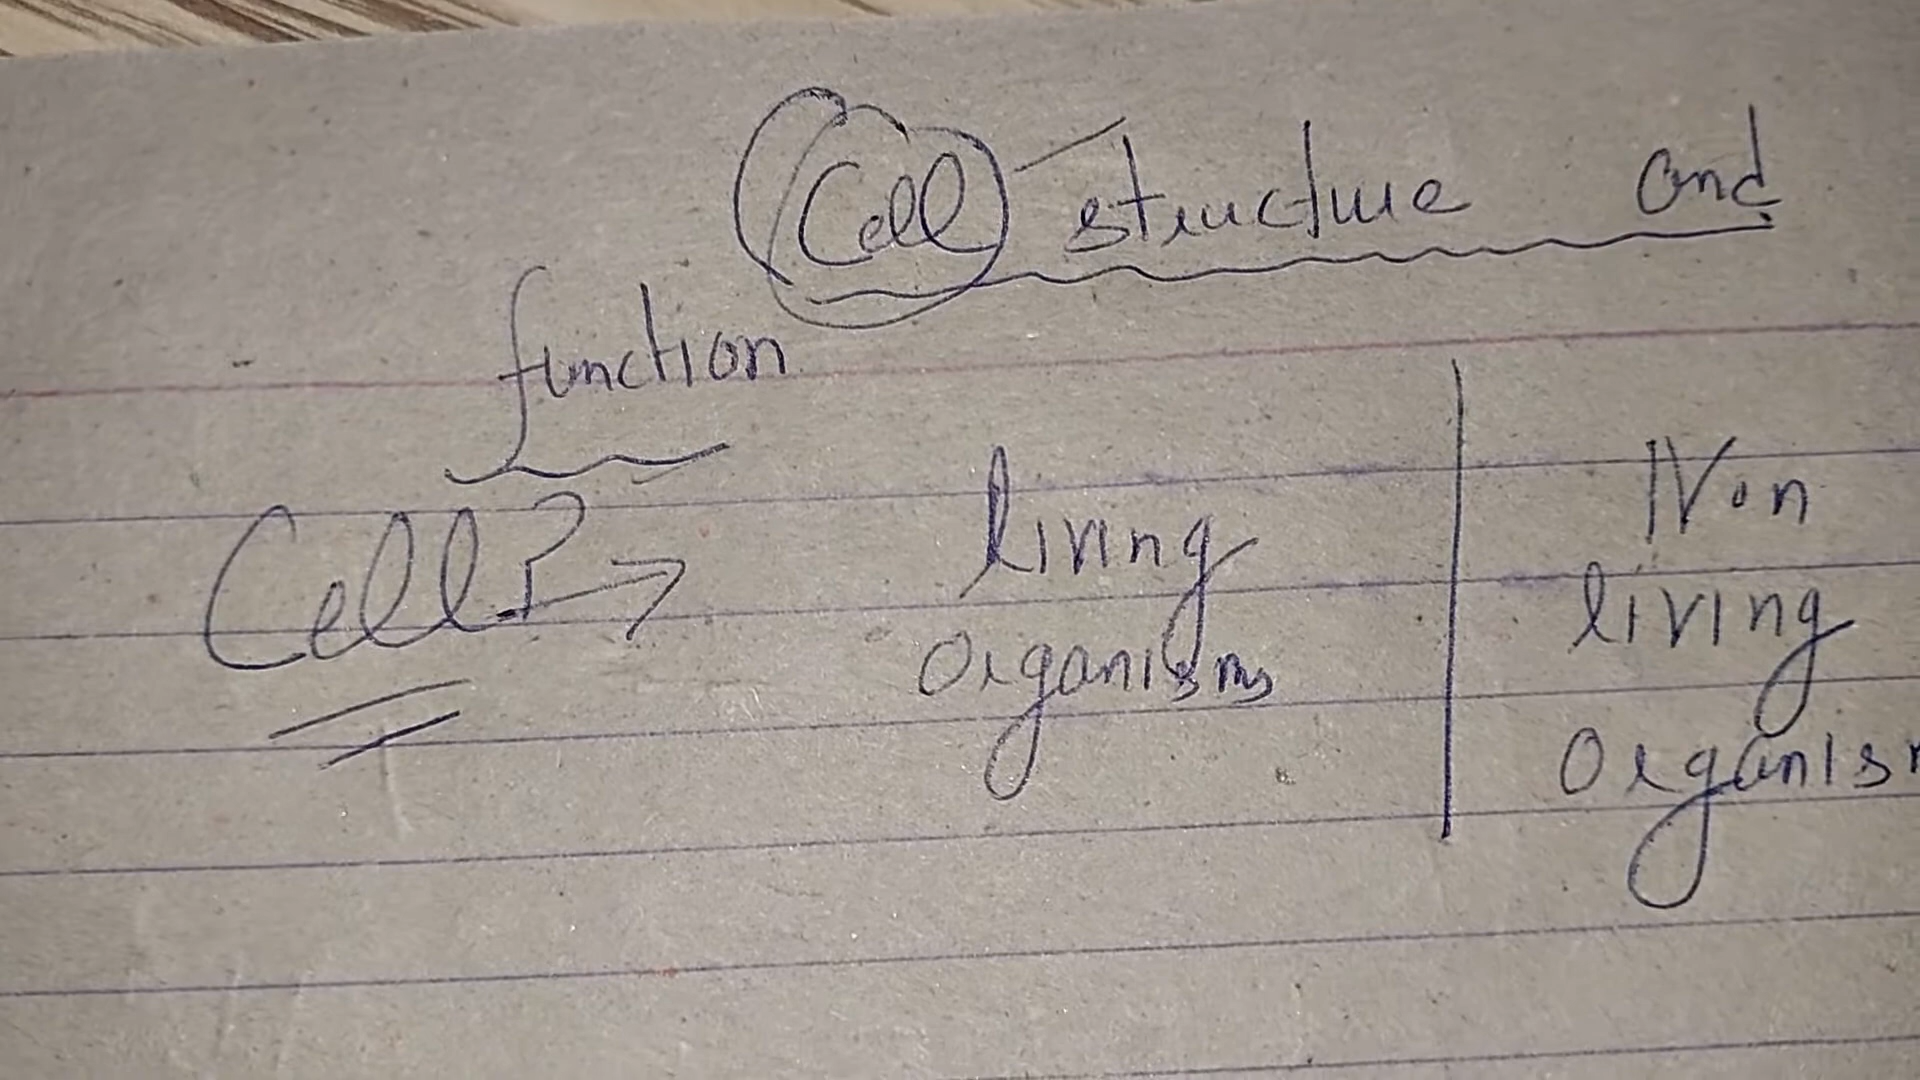 Cell structure and
function
Cell? → living | Non
organisms | living
organism